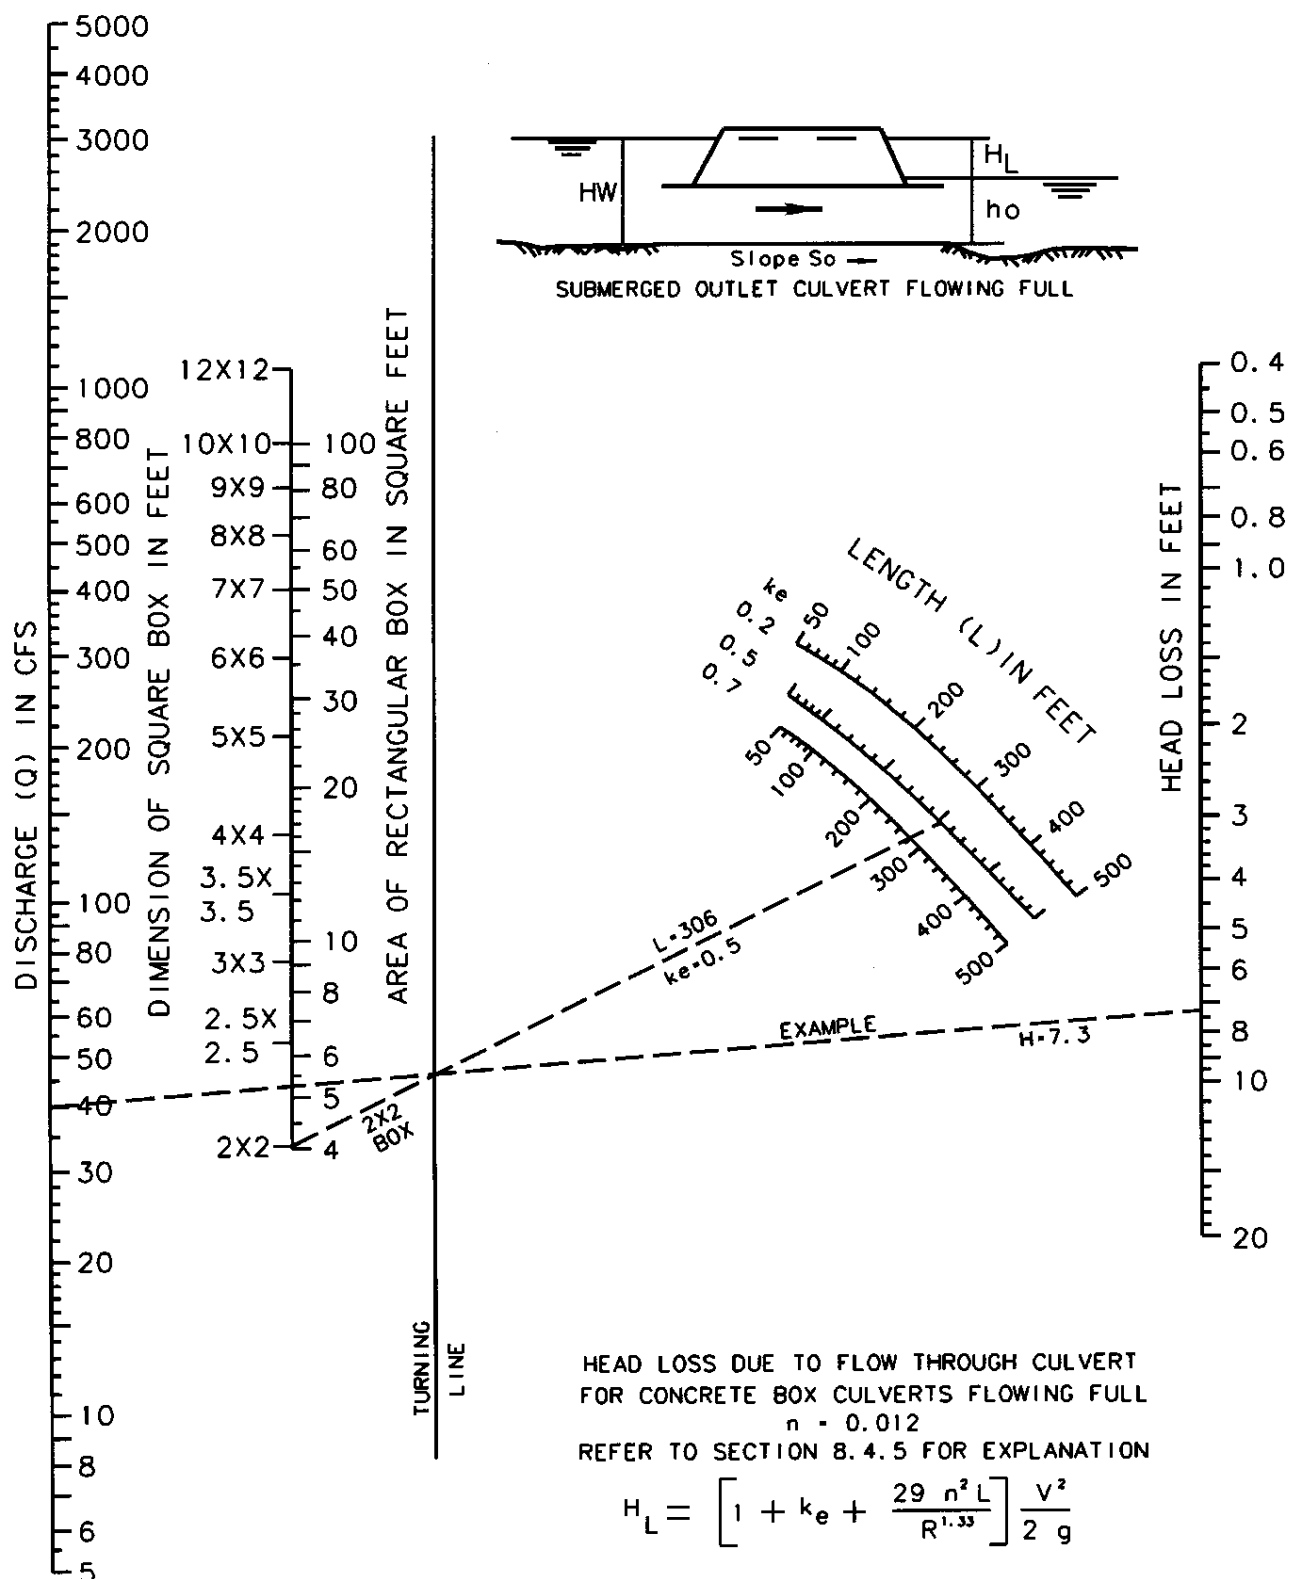 5000
4000
3000
2000
1000
800
600
500
400
300
200
100
80
60
50
40
30
20
10
8
6
5
DISCHARGE (Q) IN CFS
DIMENSION OF SQUARE BOX IN FEET
12X12
10X10
9X9
8X8
7X7
6X6
5X5
4X4
3.5X
3.5
3X3
2.5X
2.5
2X2
100
80
60
50
40
30
20
10
8
6
5
4
AREA OF RECTANGULAR BOX IN SQUARE FEET
TURNING
LINE
HW
HL
ho
Slope So
SUBMERGED OUTLET CULVERT FLOWING FULL
LENGTH (L) IN FEET
ke
0.2
0.5
0.7
50
100
200
300
400
500
50
100
200
300
400
500
L=306
ke=0.5
2X2
BOX
EXAMPLE
H=7.3
HEAD LOSS IN FEET
0.4
0.5
0.6
0.8
1.0
2
3
4
5
6
8
10
20
HEAD LOSS DUE TO FLOW THROUGH CULVERT
FOR CONCRETE BOX CULVERTS FLOWING FULL
n = 0.012
REFER TO SECTION 8.4.5 FOR EXPLANATION
H_L = [1 + k_e + 29 n² L / R^1.33] V² / 2 g